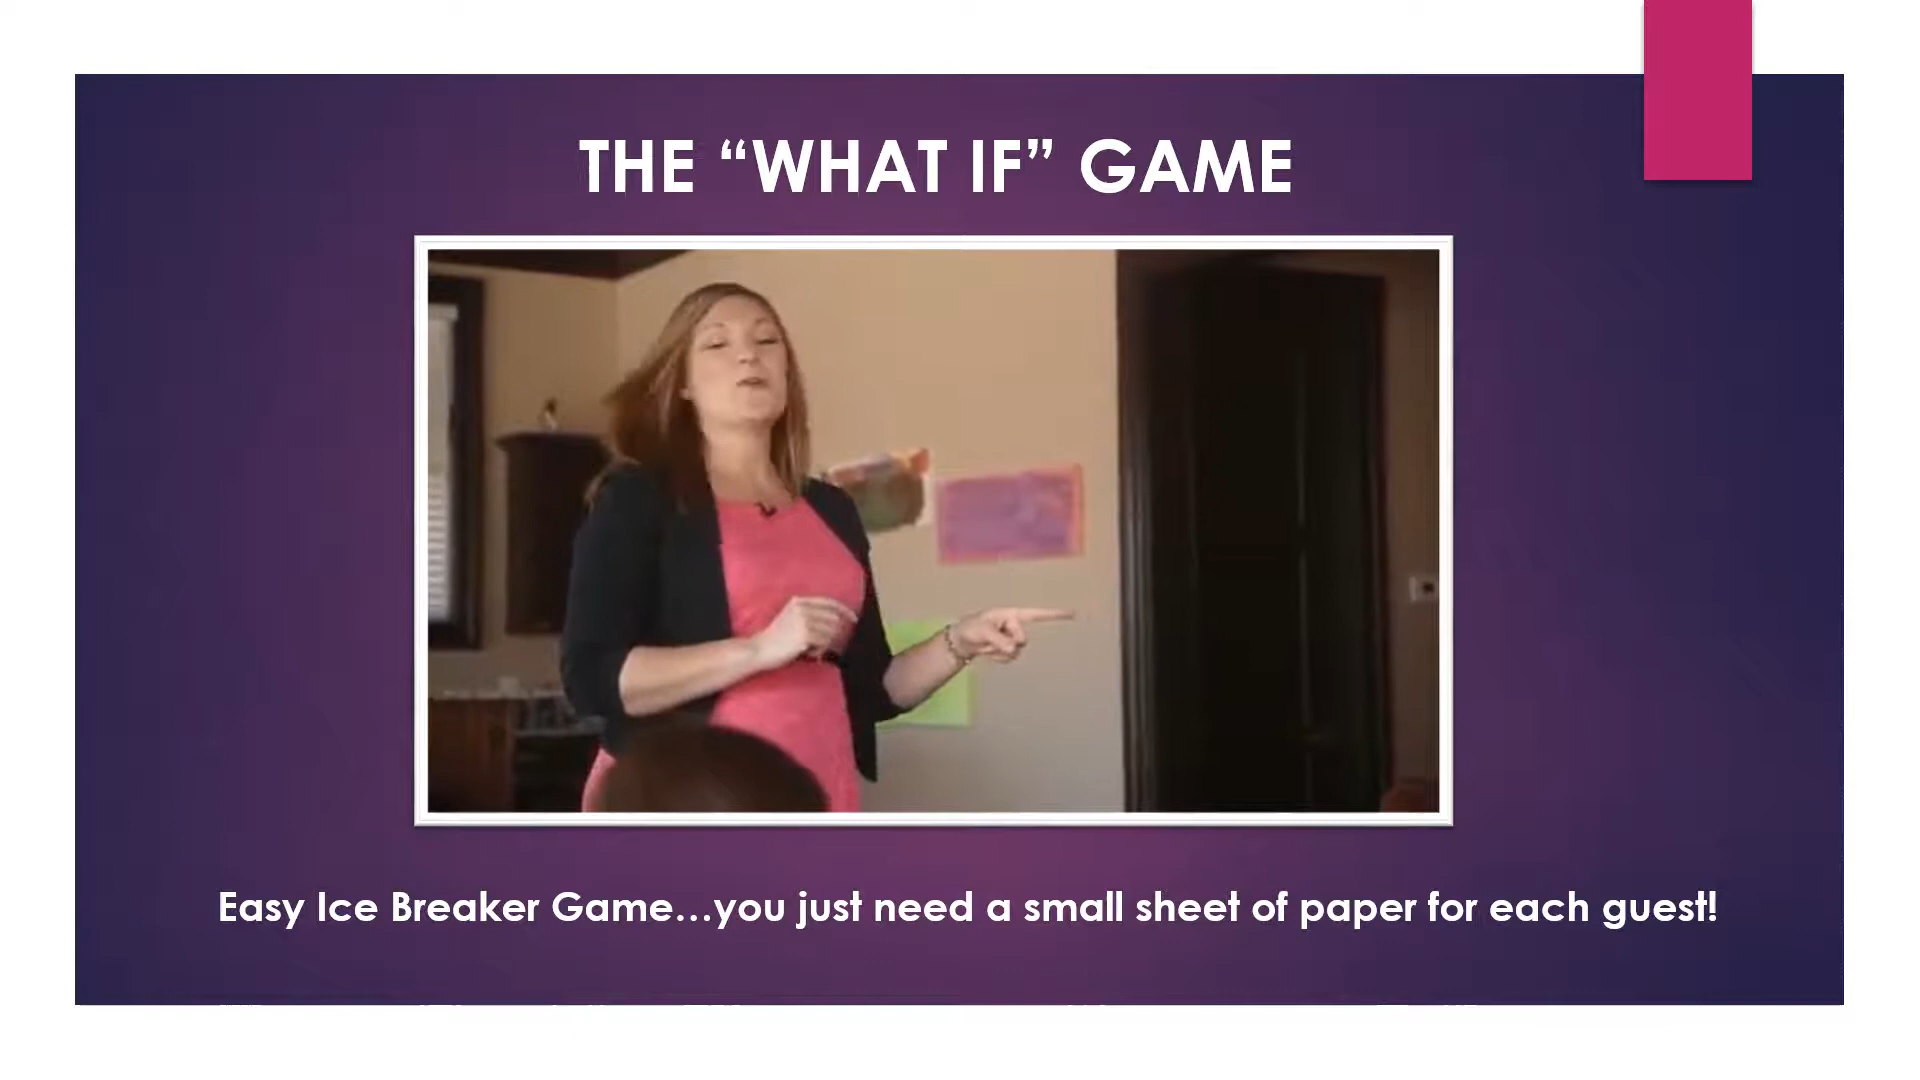 THE “WHAT IF” GAME
Easy Ice Breaker Game…you just need a small sheet of paper for each guest!